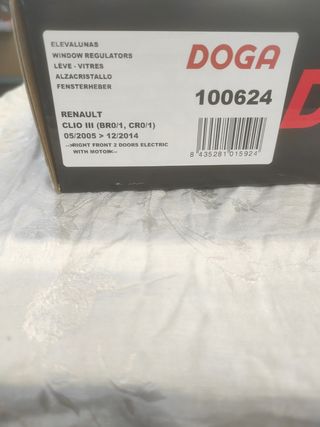 ELEVALUNAS
WINDOW REGULATORS
LÈVE - VITRES
ALZACRISTALLO
FENSTERHEBER
DOGA
100624
RENAULT
CLIO III (BR0/1, CR0/1)
05/2005 > 12/2014
-->RIGHT FRONT 2 DOORS ELECTRIC
WITH MOTOR<--
8 435281 015924
D